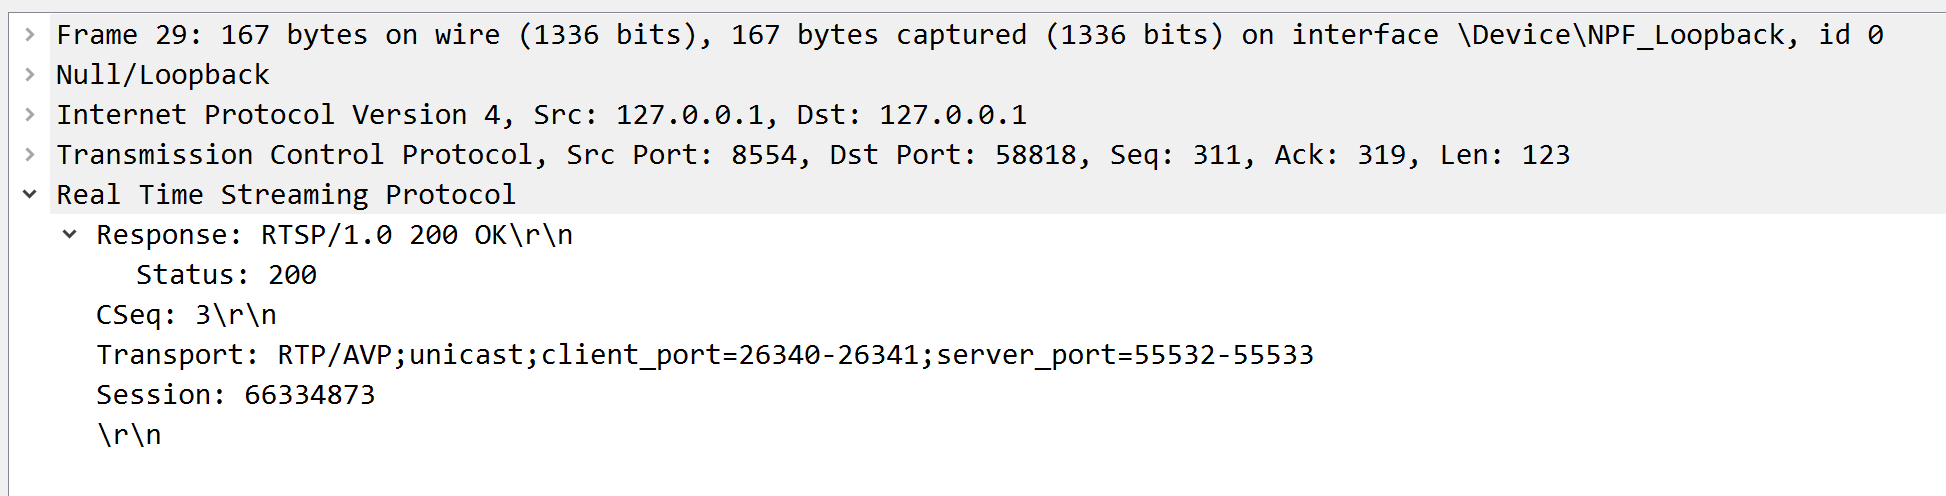 Frame 29: 167 bytes on wire (1336 bits), 167 bytes captured (1336 bits) on interface \Device\NPF_Loopback, id 0
Null/Loopback
Internet Protocol Version 4, Src: 127.0.0.1, Dst: 127.0.0.1
Transmission Control Protocol, Src Port: 8554, Dst Port: 58818, Seq: 311, Ack: 319, Len: 123
Real Time Streaming Protocol
Response: RTSP/1.0 200 OK\r\n
Status: 200
CSeq: 3\r\n
Transport: RTP/AVP;unicast;client_port=26340-26341;server_port=55532-55533
Session: 66334873
\r\n